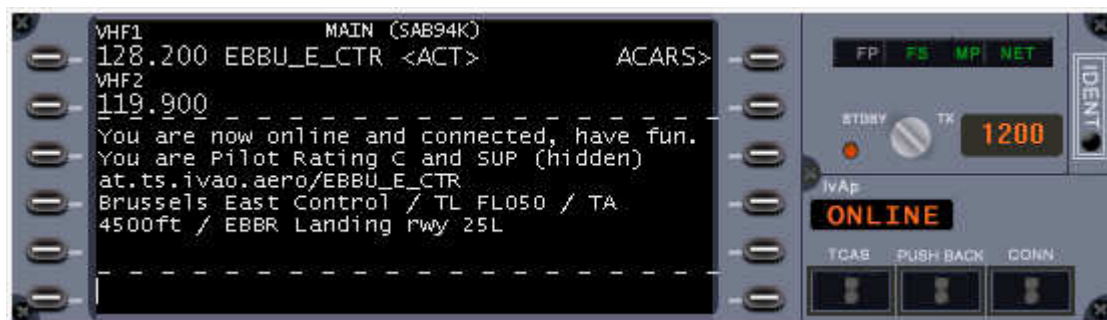 VHF1 MAIN (SAB94K)
128.200 EBBU_E_CTR <ACT> ACARS>
VHF2
119.900
You are now online and connected, have fun.
You are Pilot Rating C and SUP (hidden)
at.ts.ivao.aero/EBBU_E_CTR
Brussels East Control / TL FL050 / TA
4500ft / EBBR Landing rwy 25L
FP FS MP NET
IDENT
STDBY TX 1200
IvAp
ONLINE
TCAS PUSH BACK CONN